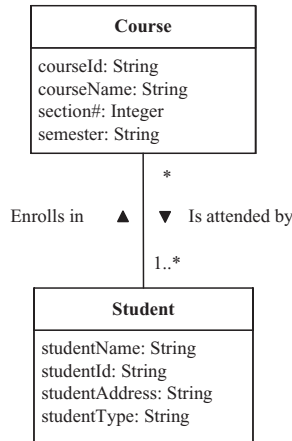 Course
courseId: String
courseName: String
section#: Integer
semester: String
*
Enrolls in ▲ ▼ Is attended by
1..*
Student
studentName: String
studentId: String
studentAddress: String
studentType: String